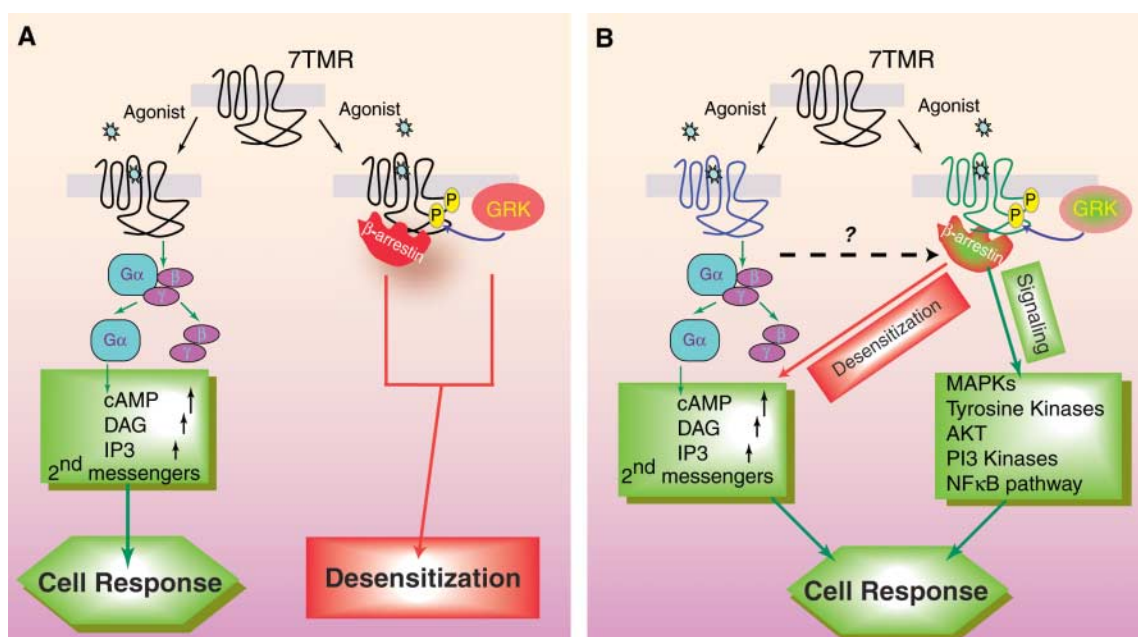 A
7TMR
Agonist
Agonist
P
P
GRK
β-arrestin
Gα
β
γ
Gα
β
γ
cAMP
DAG
IP3
2nd messengers
Cell Response
Desensitization
B
7TMR
Agonist
Agonist
P
P
GRK
β-arrestin
?
Gα
β
γ
Gα
β
γ
Desensitization
Signaling
cAMP
DAG
IP3
2nd messengers
MAPKs
Tyrosine Kinases
AKT
PI3 Kinases
NFκB pathway
Cell Response